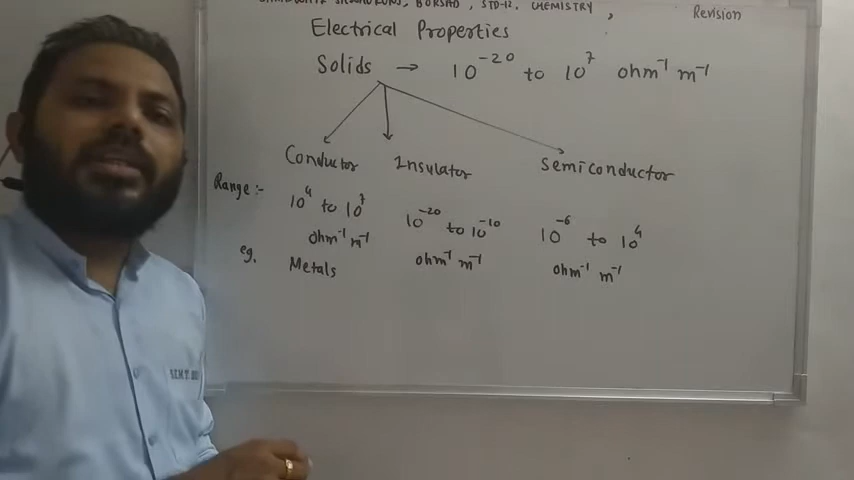 BORSAD, STD-12, CHEMISTRY,
Revision
Electrical Properties
Solids → 10⁻²⁰ to 10⁷ ohm⁻¹ m⁻¹
Conductor Insulator Semiconductor
Range:- 10⁴ to 10⁷ 10⁻²⁰ to 10⁻¹⁰ 10⁻⁶ to 10⁴
ohm⁻¹ m⁻¹ ohm⁻¹ m⁻¹ ohm⁻¹ m⁻¹
eg. Metals